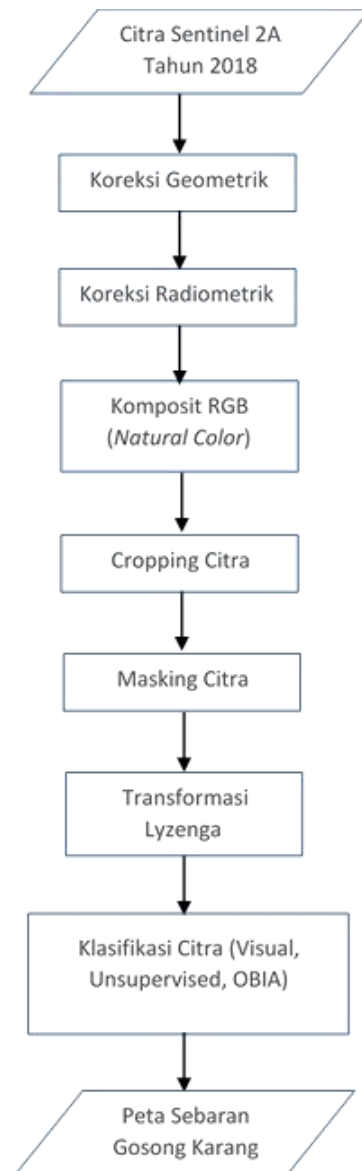 Citra Sentinel 2A
Tahun 2018
Koreksi Geometrik
Koreksi Radiometrik
Komposit RGB
(Natural Color)
Cropping Citra
Masking Citra
Transformasi
Lyzenga
Klasifikasi Citra (Visual,
Unsupervised, OBIA)
Peta Sebaran
Gosong Karang